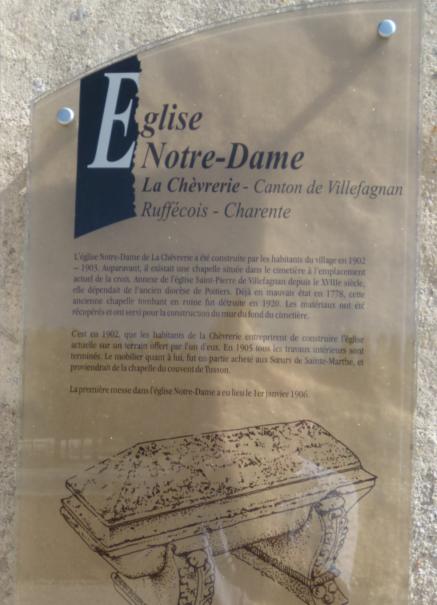 Eglise
Notre-Dame
La Chèvrerie - Canton de Villefagnan
Ruffécois - Charente
L'église Notre-Dame de La Chèvrerie a été construite par les habitants du village en 1902
– 1903. Auparavant, il existait une chapelle située dans le cimetière à l'emplacement
actuel de la croix. Annexe de l'église Saint-Pierre de Villefagnan depuis le XVIIIe siècle,
elle dépendait de l'ancien diocèse de Poitiers. Déjà en mauvais état en 1778, cette
ancienne chapelle tombant en ruine fut détruite en 1920. Les matériaux ont été
récupérés et ont servi pour la construction du mur du fond du cimetière.
C'est en 1902, que les habitants de la Chèvrerie entreprirent de construire l'église
actuelle sur un terrain offert par l'un d'eux. En 1905 tous les travaux intérieurs sont
terminés. Le mobilier quant à lui, fut en partie acheté aux Sœurs de Sainte-Marthe, et
proviendrait de la chapelle du couvent de Tusson.
La première messe dans l'église Notre-Dame a eu lieu le 1er janvier 1906.